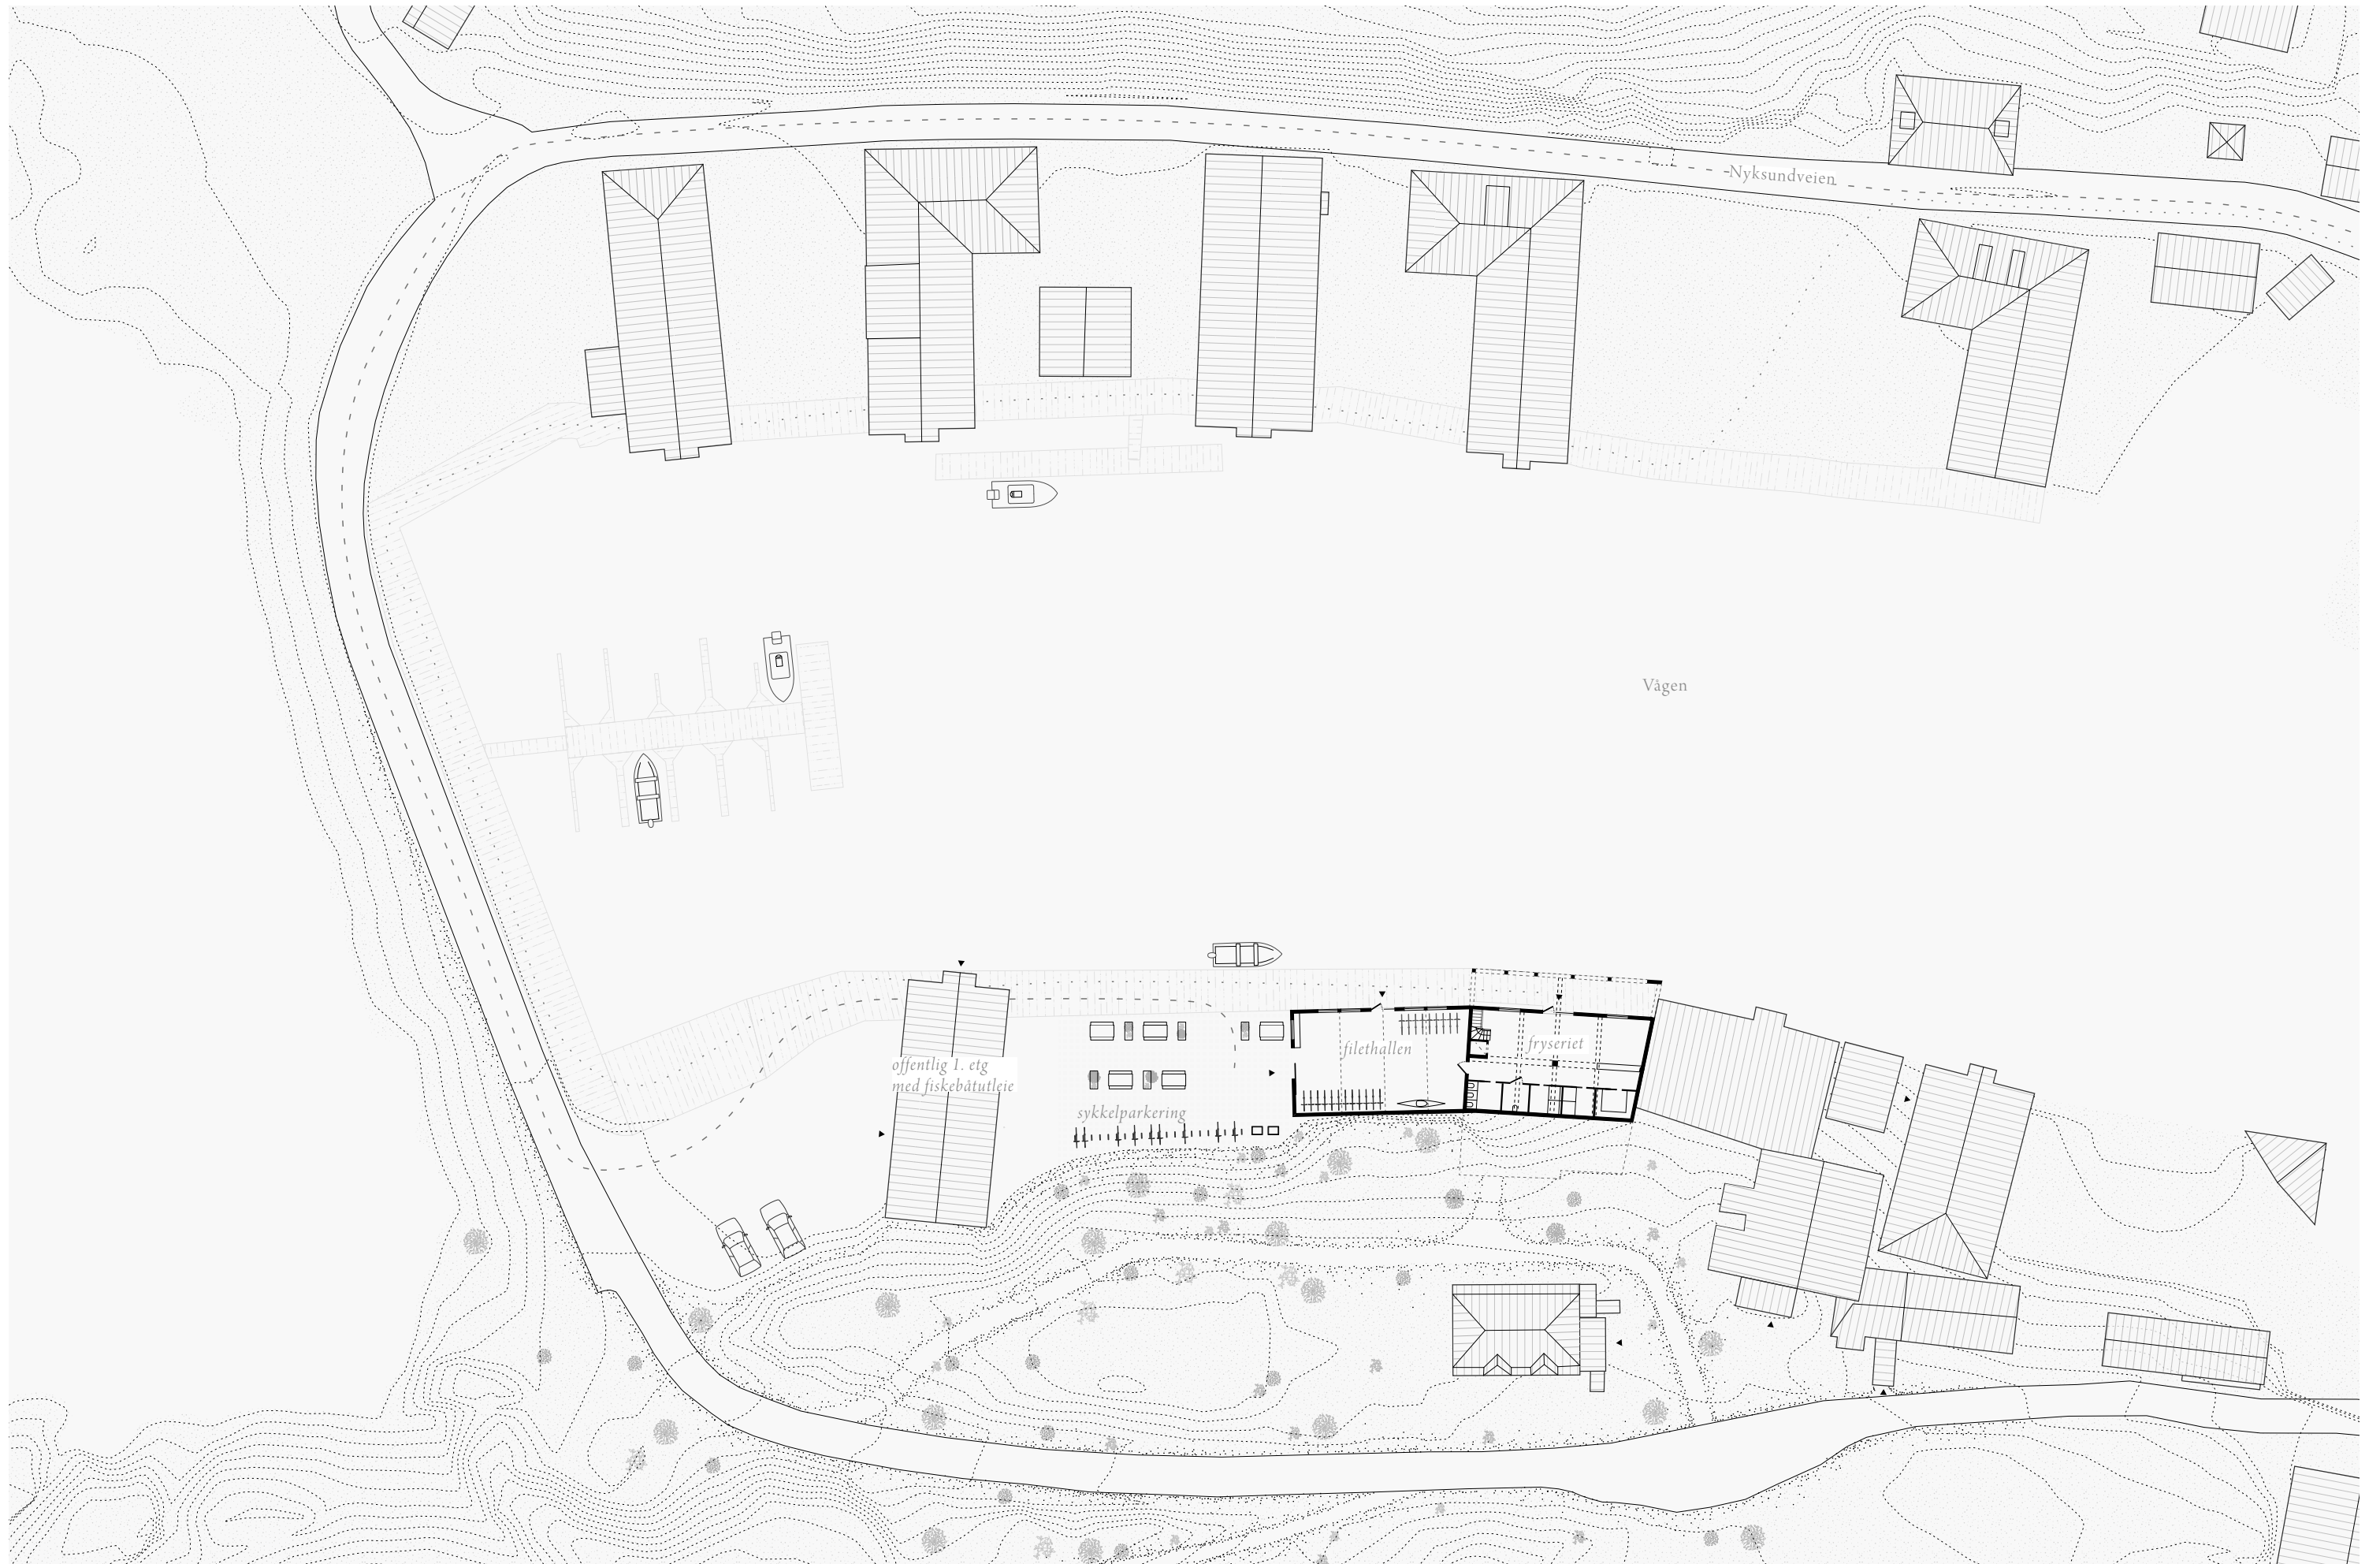 Nyksundveien
Vågen
filethallen
fryseriet
offentlig 1. etg
med fiskebåtutleie
sykkelparkering